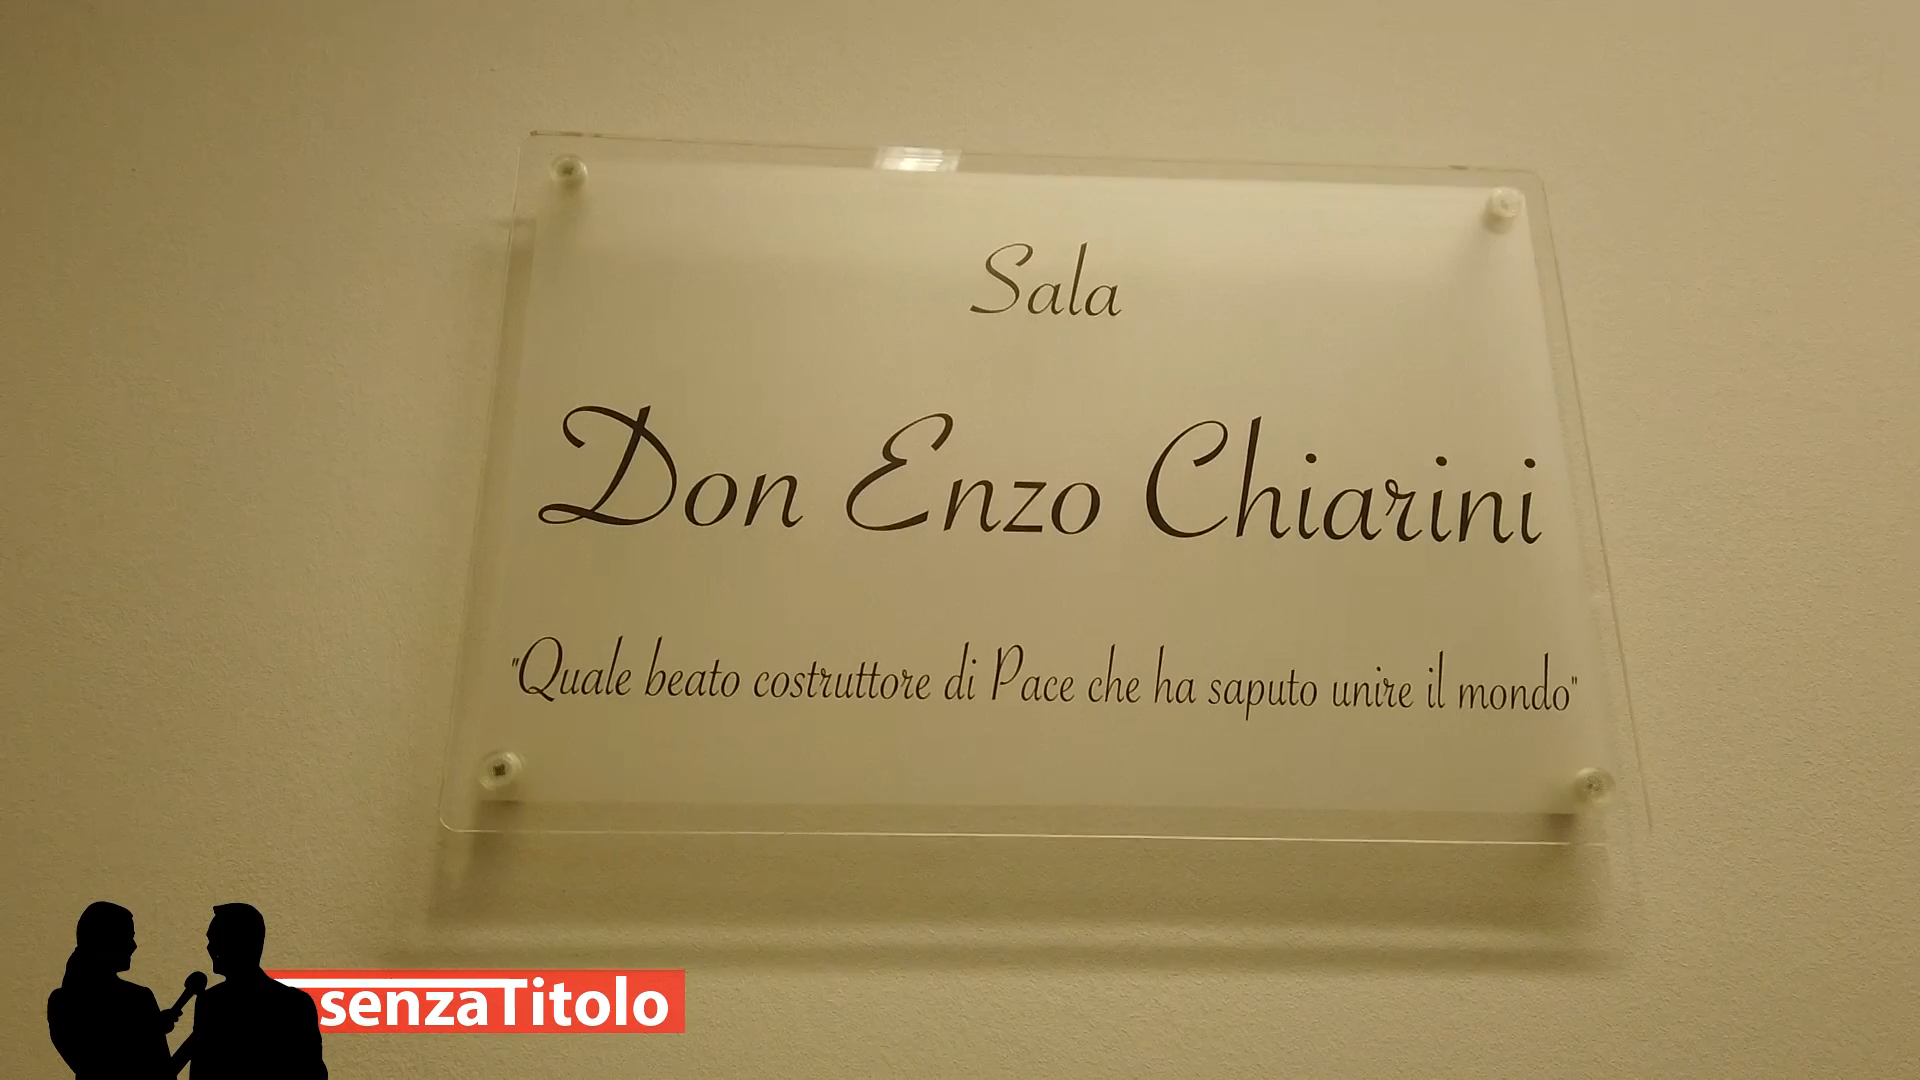 Sala
Don Enzo Chiarini
"Quale beato costruttore di Pace che ha saputo unire il mondo"
senzaTitolo